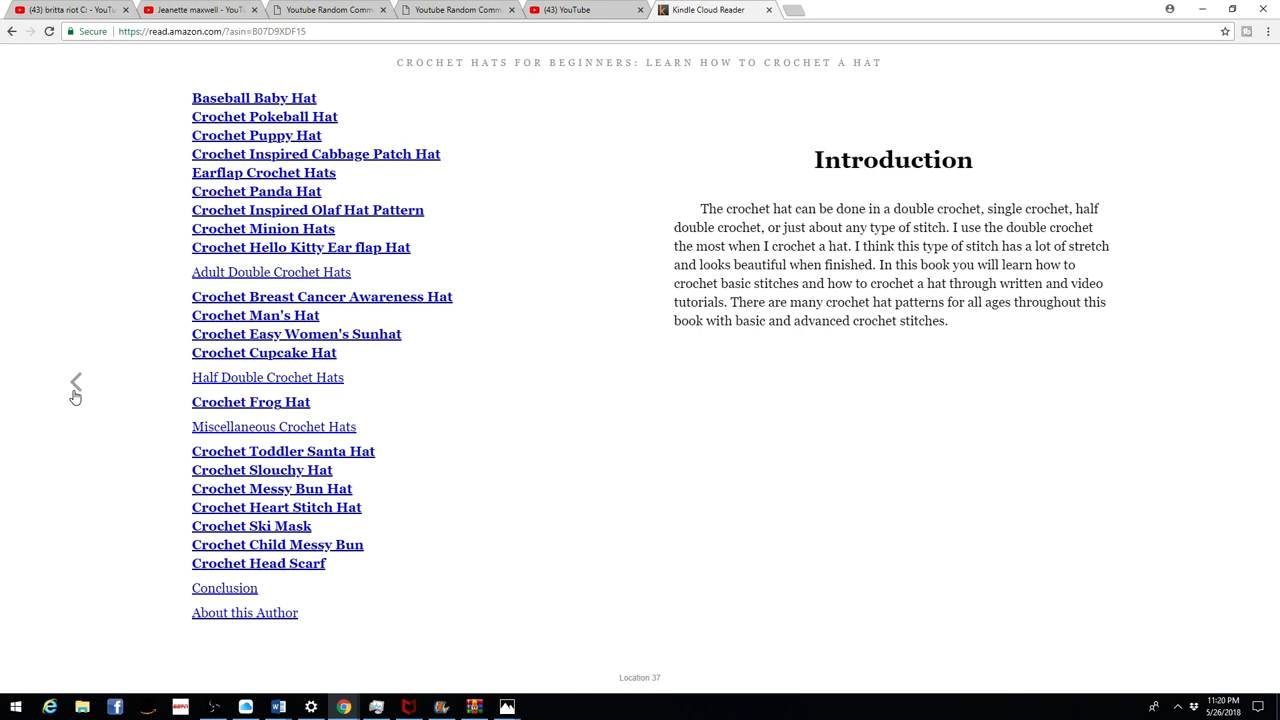 (43) britta riot C: - YouTu
Jeanette maxwell - YouT
Youtube Random Comm
Youtube Random Comm
(43) YouTube
Kindle Cloud Reader
Secure
https://read.amazon.com/?asin=B07D9XDF15
CROCHET HATS FOR BEGINNERS: LEARN HOW TO CROCHET A HAT
Baseball Baby Hat
Crochet Pokeball Hat
Crochet Puppy Hat
Crochet Inspired Cabbage Patch Hat
Earflap Crochet Hats
Crochet Panda Hat
Crochet Inspired Olaf Hat Pattern
Crochet Minion Hats
Crochet Hello Kitty Ear flap Hat
Adult Double Crochet Hats
Crochet Breast Cancer Awareness Hat
Crochet Man's Hat
Crochet Easy Women's Sunhat
Crochet Cupcake Hat
Half Double Crochet Hats
Crochet Frog Hat
Miscellaneous Crochet Hats
Crochet Toddler Santa Hat
Crochet Slouchy Hat
Crochet Messy Bun Hat
Crochet Heart Stitch Hat
Crochet Ski Mask
Crochet Child Messy Bun
Crochet Head Scarf
Conclusion
About this Author
Introduction
The crochet hat can be done in a double crochet, single crochet, half
double crochet, or just about any type of stitch. I use the double crochet
the most when I crochet a hat. I think this type of stitch has a lot of stretch
and looks beautiful when finished. In this book you will learn how to
crochet basic stitches and how to crochet a hat through written and video
tutorials. There are many crochet hat patterns for all ages throughout this
book with basic and advanced crochet stitches.
Location 37
11:20 PM
5/26/2018